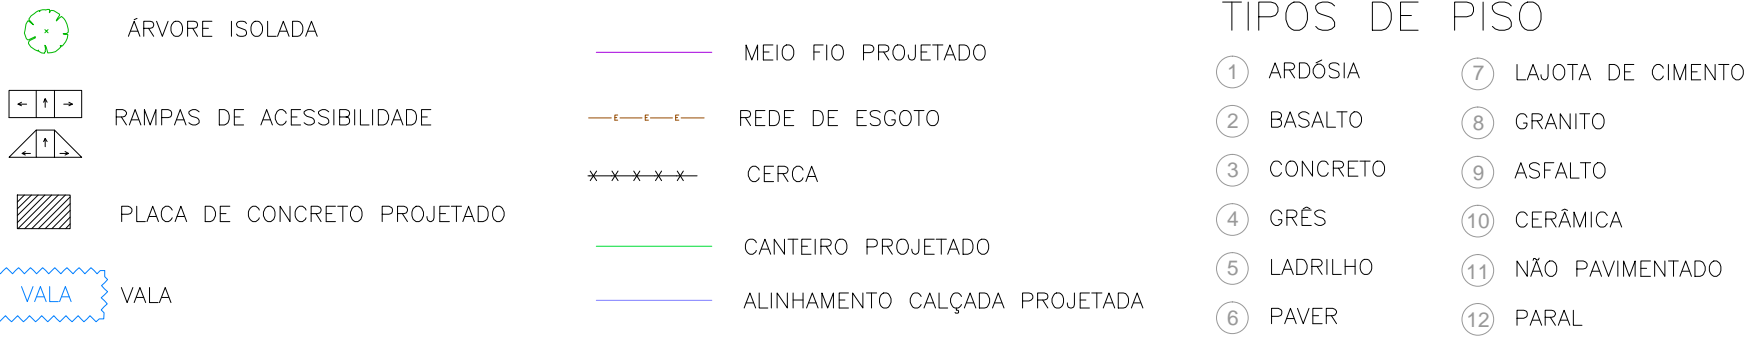 ÁRVORE ISOLADA
RAMPAS DE ACESSIBILIDADE
PLACA DE CONCRETO PROJETADO
VALA VALA
MEIO FIO PROJETADO
E E E REDE DE ESGOTO
X X X X X CERCA
CANTEIRO PROJETADO
ALINHAMENTO CALÇADA PROJETADA
TIPOS DE PISO
1 ARDÓSIA
2 BASALTO
3 CONCRETO
4 GRÊS
5 LADRILHO
6 PAVER
7 LAJOTA DE CIMENTO
8 GRANITO
9 ASFALTO
10 CERÂMICA
11 NÃO PAVIMENTADO
12 PARAL